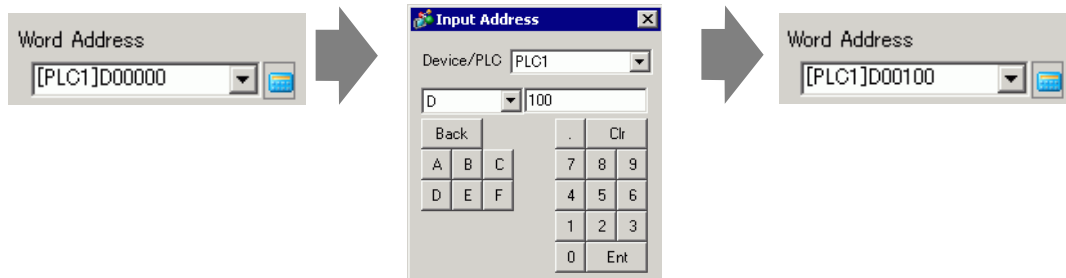 Word Address
[PLC1]D00000
Input Address
Device/PLC PLC1
D 100
Back . Clr
A B C 7 8 9
D E F 4 5 6
1 2 3
0 Ent
Word Address
[PLC1]D00100